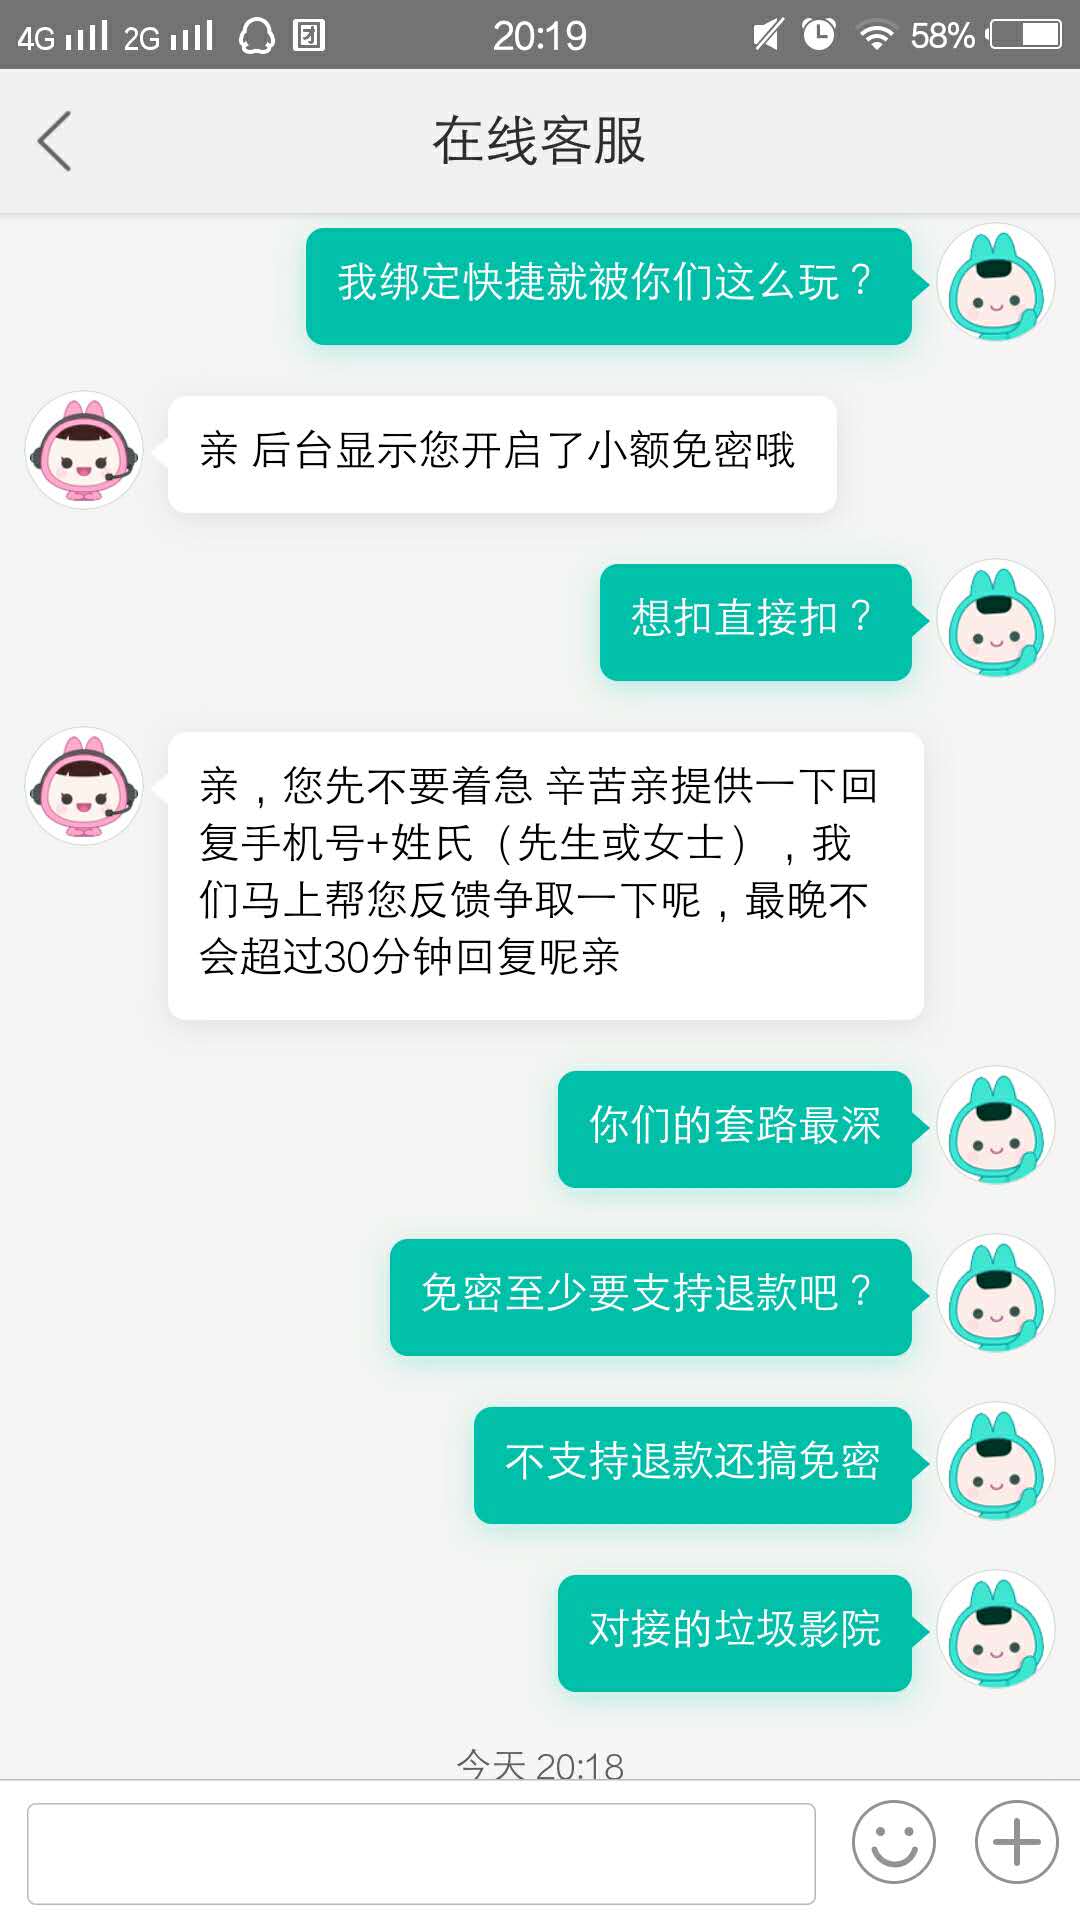 4G 2G 团 20:19 58%
在线客服
我绑定快捷就被你们这么玩？
亲 后台显示您开启了小额免密哦
想扣直接扣？
亲，您先不要着急 辛苦亲提供一下回
复手机号+姓氏（先生或女士），我
们马上帮您反馈争取一下呢，最晚不
会超过30分钟回复呢亲
你们的套路最深
免密至少要支持退款吧？
不支持退款还搞免密
对接的垃圾影院
今天 20:18